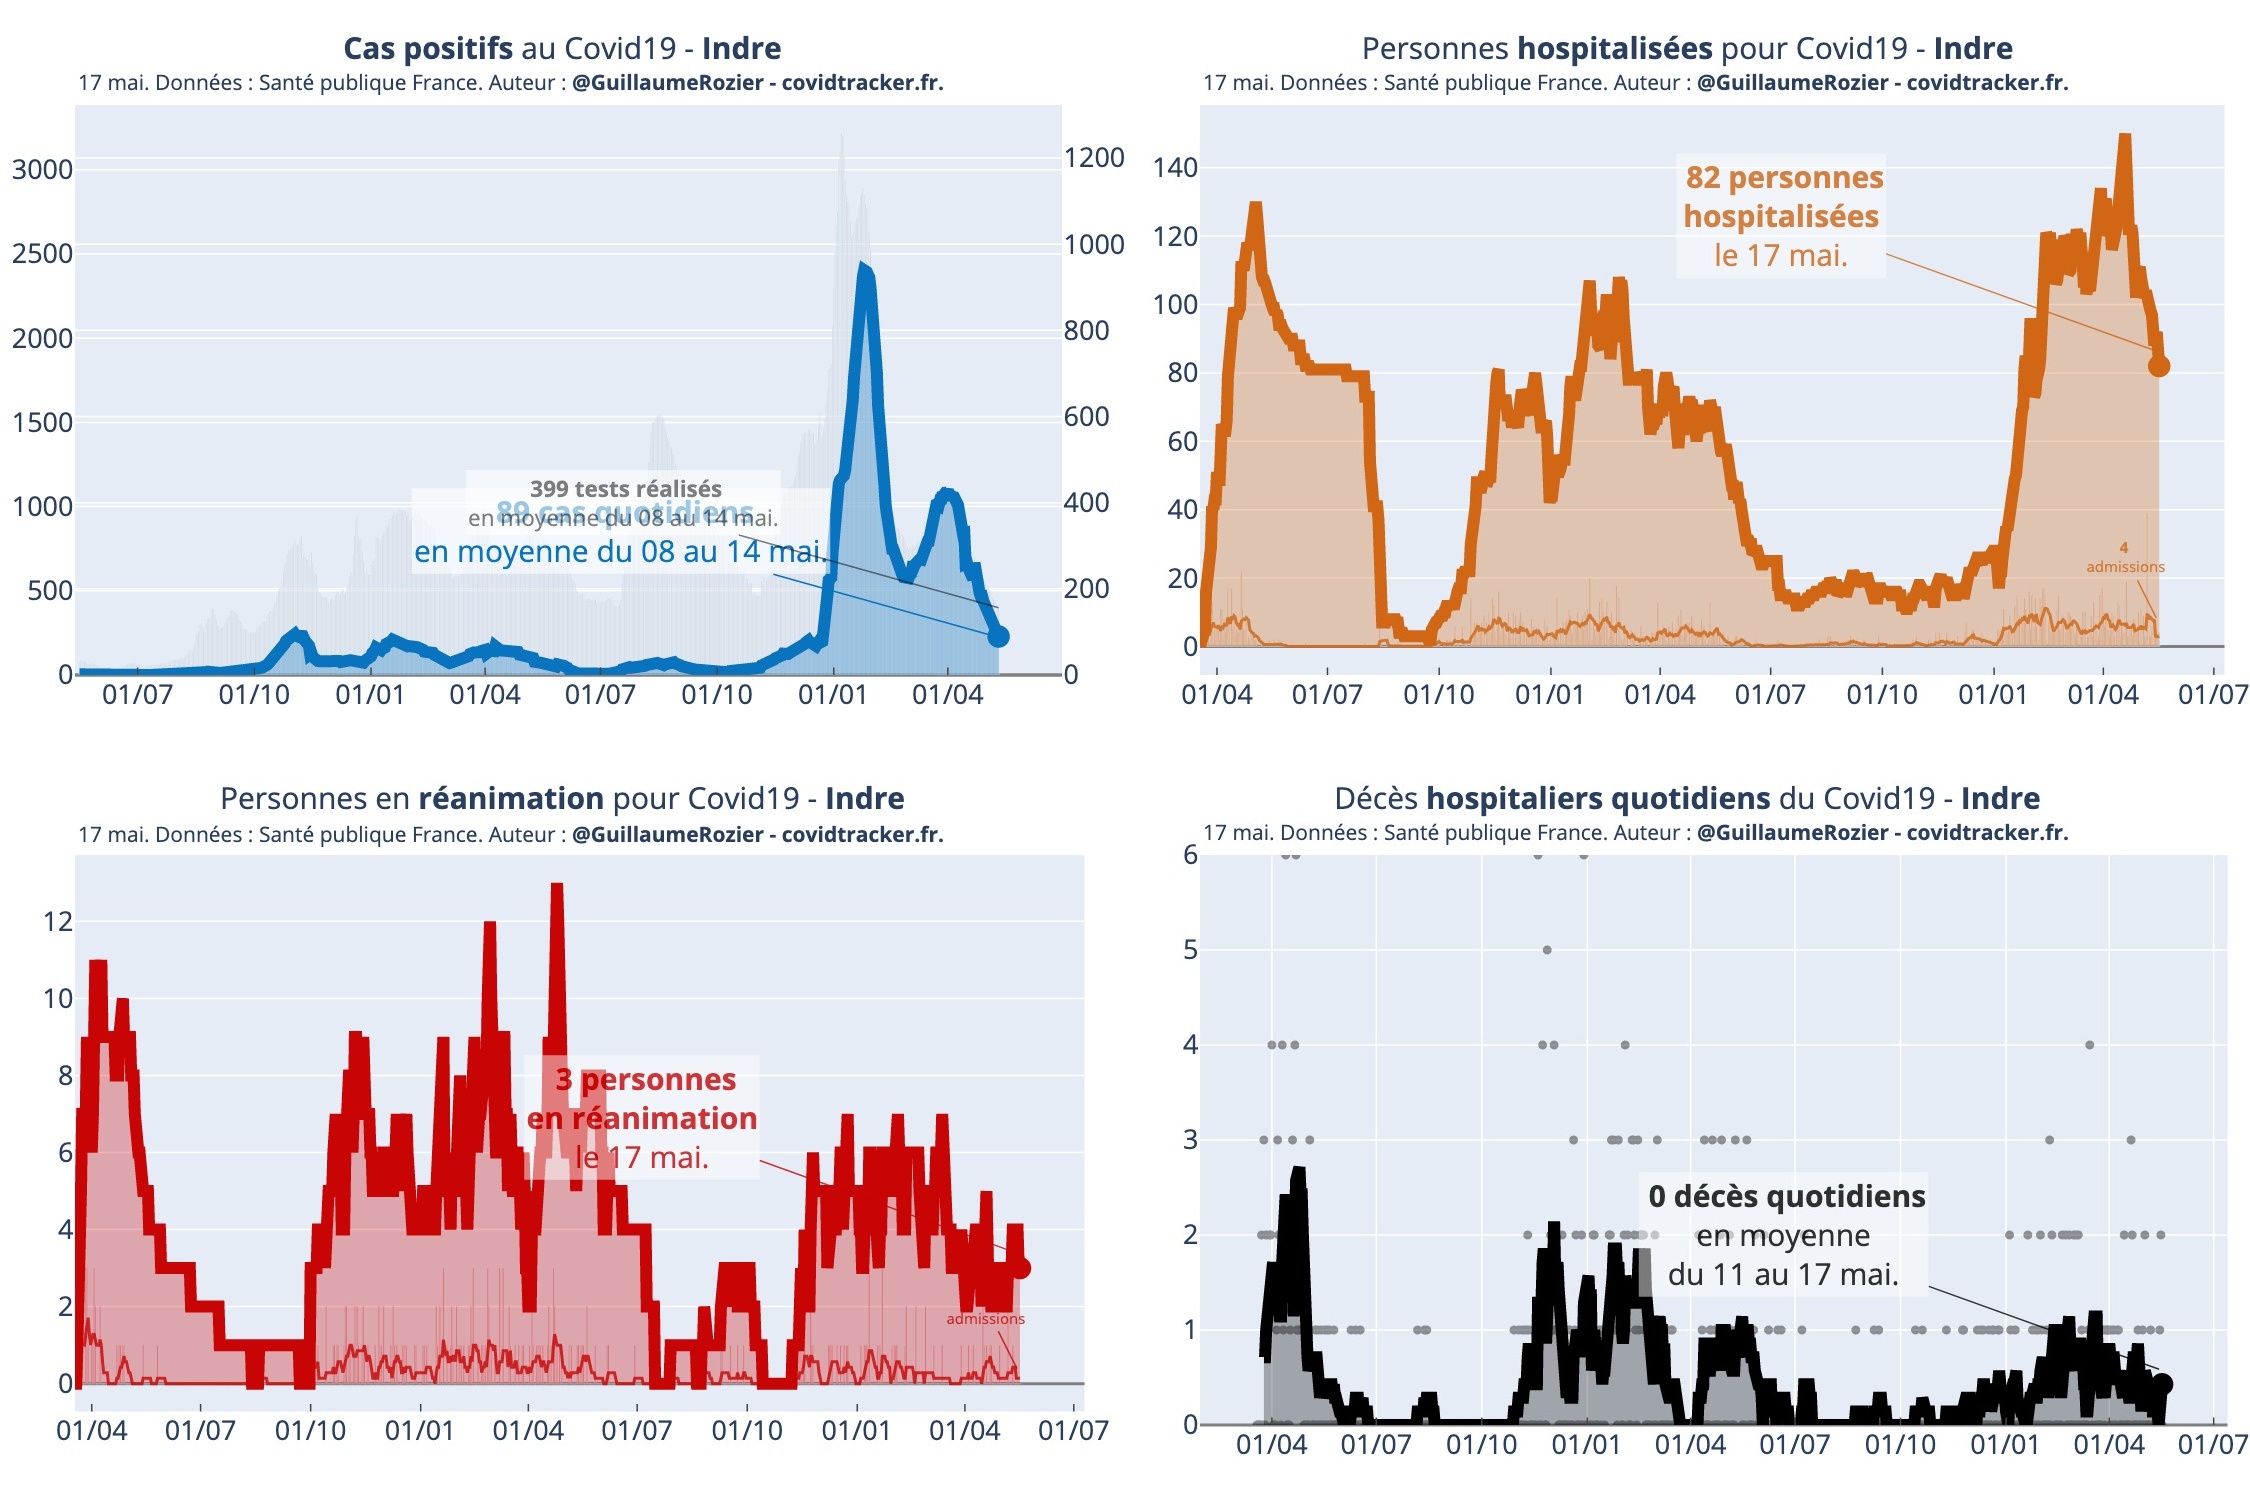 Cas positifs au Covid19 - Indre
17 mai. Données : Santé publique France. Auteur : @GuillaumeRozier - covidtracker.fr.
3000
2500
2000
1500
1000
500
0
1200
1000
800
600
400
200
0
399 tests réalisés
en moyenne du 08 au 14 mai.
89 cas quotidiens
en moyenne du 08 au 14 mai.
01/07 01/10 01/01 01/04 01/07 01/10 01/01 01/04
Personnes hospitalisées pour Covid19 - Indre
17 mai. Données : Santé publique France. Auteur : @GuillaumeRozier - covidtracker.fr.
140
120
100
80
60
40
20
0
82 personnes
hospitalisées
le 17 mai.
4
admissions
01/04 01/07 01/10 01/01 01/04 01/07 01/10 01/01 01/04 01/07
Personnes en réanimation pour Covid19 - Indre
17 mai. Données : Santé publique France. Auteur : @GuillaumeRozier - covidtracker.fr.
12
10
8
6
4
2
0
3 personnes
en réanimation
le 17 mai.
admissions
01/04 01/07 01/10 01/01 01/04 01/07 01/10 01/01 01/04 01/07
Décès hospitaliers quotidiens du Covid19 - Indre
17 mai. Données : Santé publique France. Auteur : @GuillaumeRozier - covidtracker.fr.
6
5
4
3
2
1
0
0 décès quotidiens
en moyenne
du 11 au 17 mai.
01/04 01/07 01/10 01/01 01/04 01/07 01/10 01/01 01/04 01/07